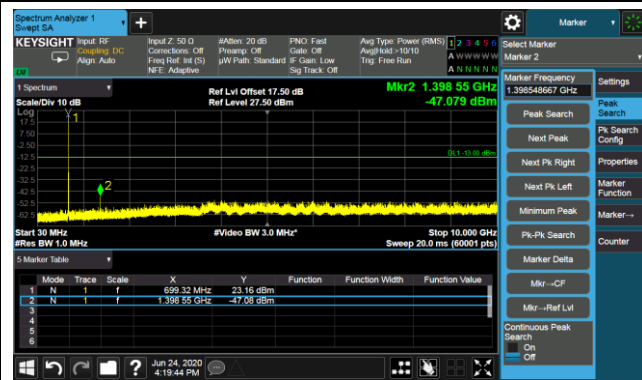 Spectrum Analyzer 1
Swept SA
+
Marker
KEYSIGHT Input: RF
Coupling: DC
Align: Auto
Input Z: 50 Ω
Corrections: Off
Freq Ref: Int (S)
NFE: Adaptive
#Atten: 20 dB
Preamp: Off
µW Path: Standard
PNO: Fast
Gate: Off
IF Gain: Low
Sig Track: Off
Avg Type: Power (RMS)
Avg|Hold:>10/10
Trig: Free Run
1 2 3 4 5 6
A W W W W W
A N N N N N
LM
Select Marker
Marker 2
1 Spectrum
Scale/Div 10 dB
Ref Lvl Offset 17.50 dB
Ref Level 27.50 dBm
Mkr2 1.398 55 GHz
-47.079 dBm
Log
17.5
7.50
-2.50
-12.5
-22.5
-32.5
-42.5
-52.5
-62.5
1
2
DL1 -13.00 dBm
Start 30 MHz
#Res BW 1.0 MHz
#Video BW 3.0 MHz*
Stop 10.000 GHz
Sweep 20.0 ms (60001 pts)
5 Marker Table
Mode Trace Scale X Y Function Function Width Function Value
1 N 1 f 699.32 MHz 23.16 dBm
2 N 1 f 1.398 55 GHz -47.08 dBm
3
4
5
6
Marker Frequency
1.398548667 GHz
Peak Search
Next Peak
Next Pk Right
Next Pk Left
Minimum Peak
Pk-Pk Search
Marker Delta
Mkr→CF
Mkr→Ref Lvl
Continuous Peak
Search
On
Off
Settings
Peak
Search
Pk Search
Config
Properties
Marker
Function
Marker→
Counter
?
Jun 24, 2020
4:19:44 PM